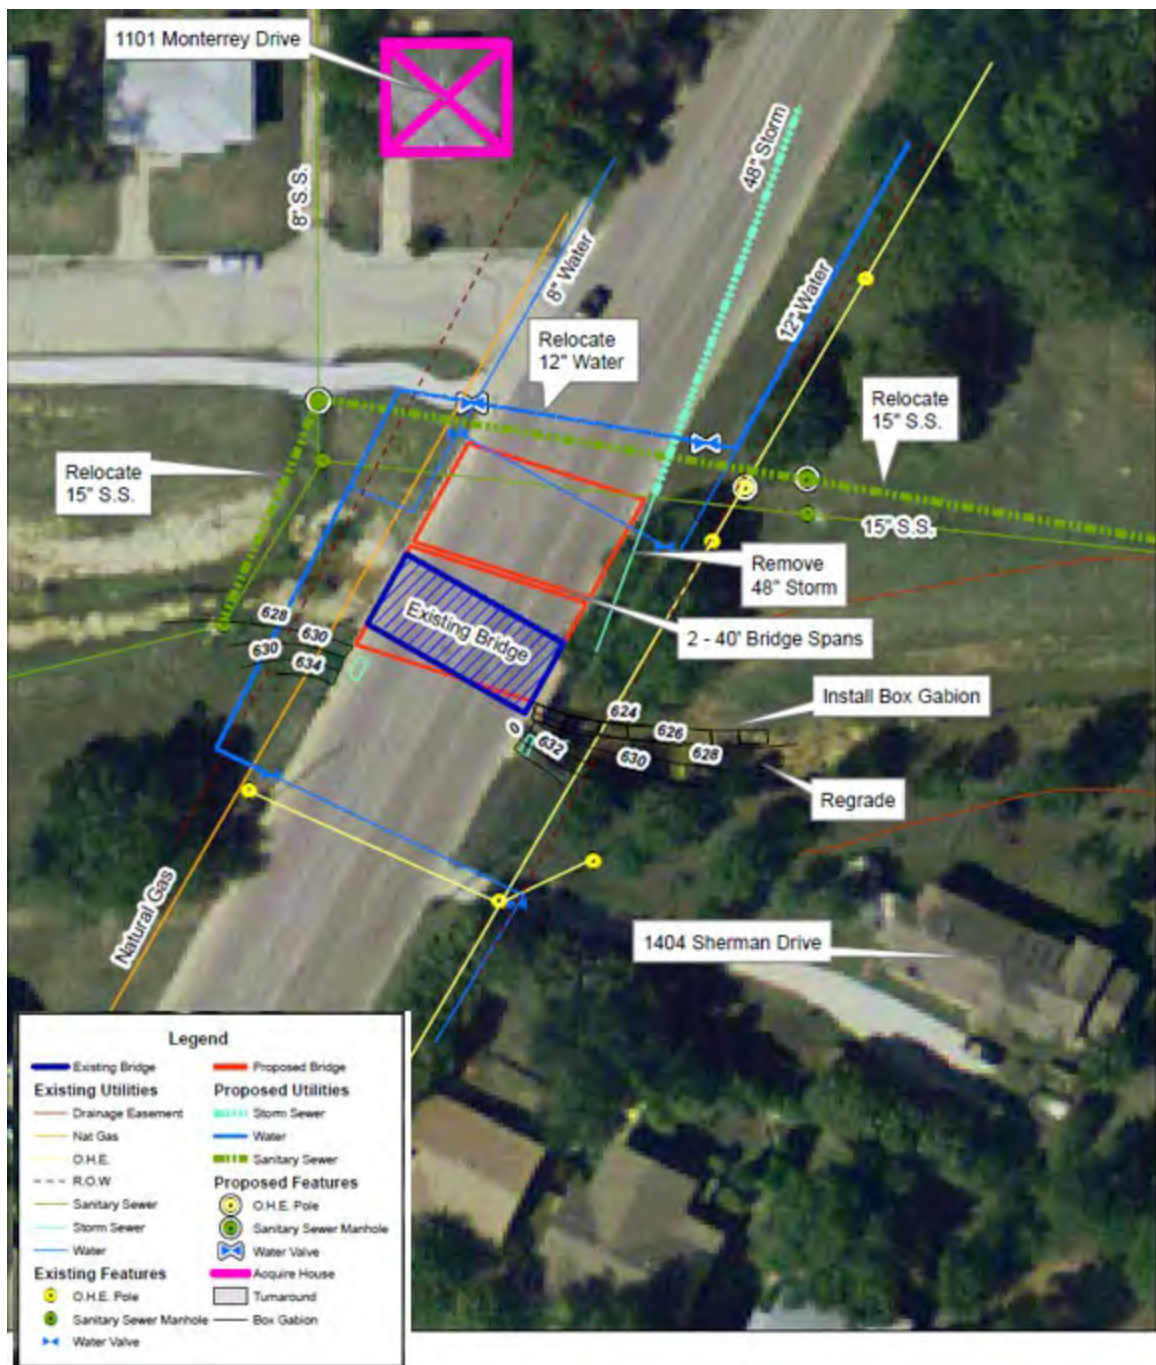 1101 Monterrey Drive
48" Storm
8" S.S.
8" Water
12" Water
Relocate
12" Water
Relocate
15" S.S.
Relocate
15" S.S.
15" S.S.
Remove
48" Storm
Existing Bridge
2 - 40' Bridge Spans
628
630
630
634
Install Box Gabion
624
626
0
632
630
628
Regrade
Natural Gas
1404 Sherman Drive
Legend
Existing Bridge
Proposed Bridge
Existing Utilities
Proposed Utilities
Drainage Easement
Storm Sewer
Nat Gas
Water
O.H.E.
Sanitary Sewer
R.O.W
Proposed Features
Sanitary Sewer
O.H.E. Pole
Storm Sewer
Sanitary Sewer Manhole
Water
Water Valve
Existing Features
Acquire House
O.H.E. Pole
Turnaround
Sanitary Sewer Manhole
Box Gabion
Water Valve